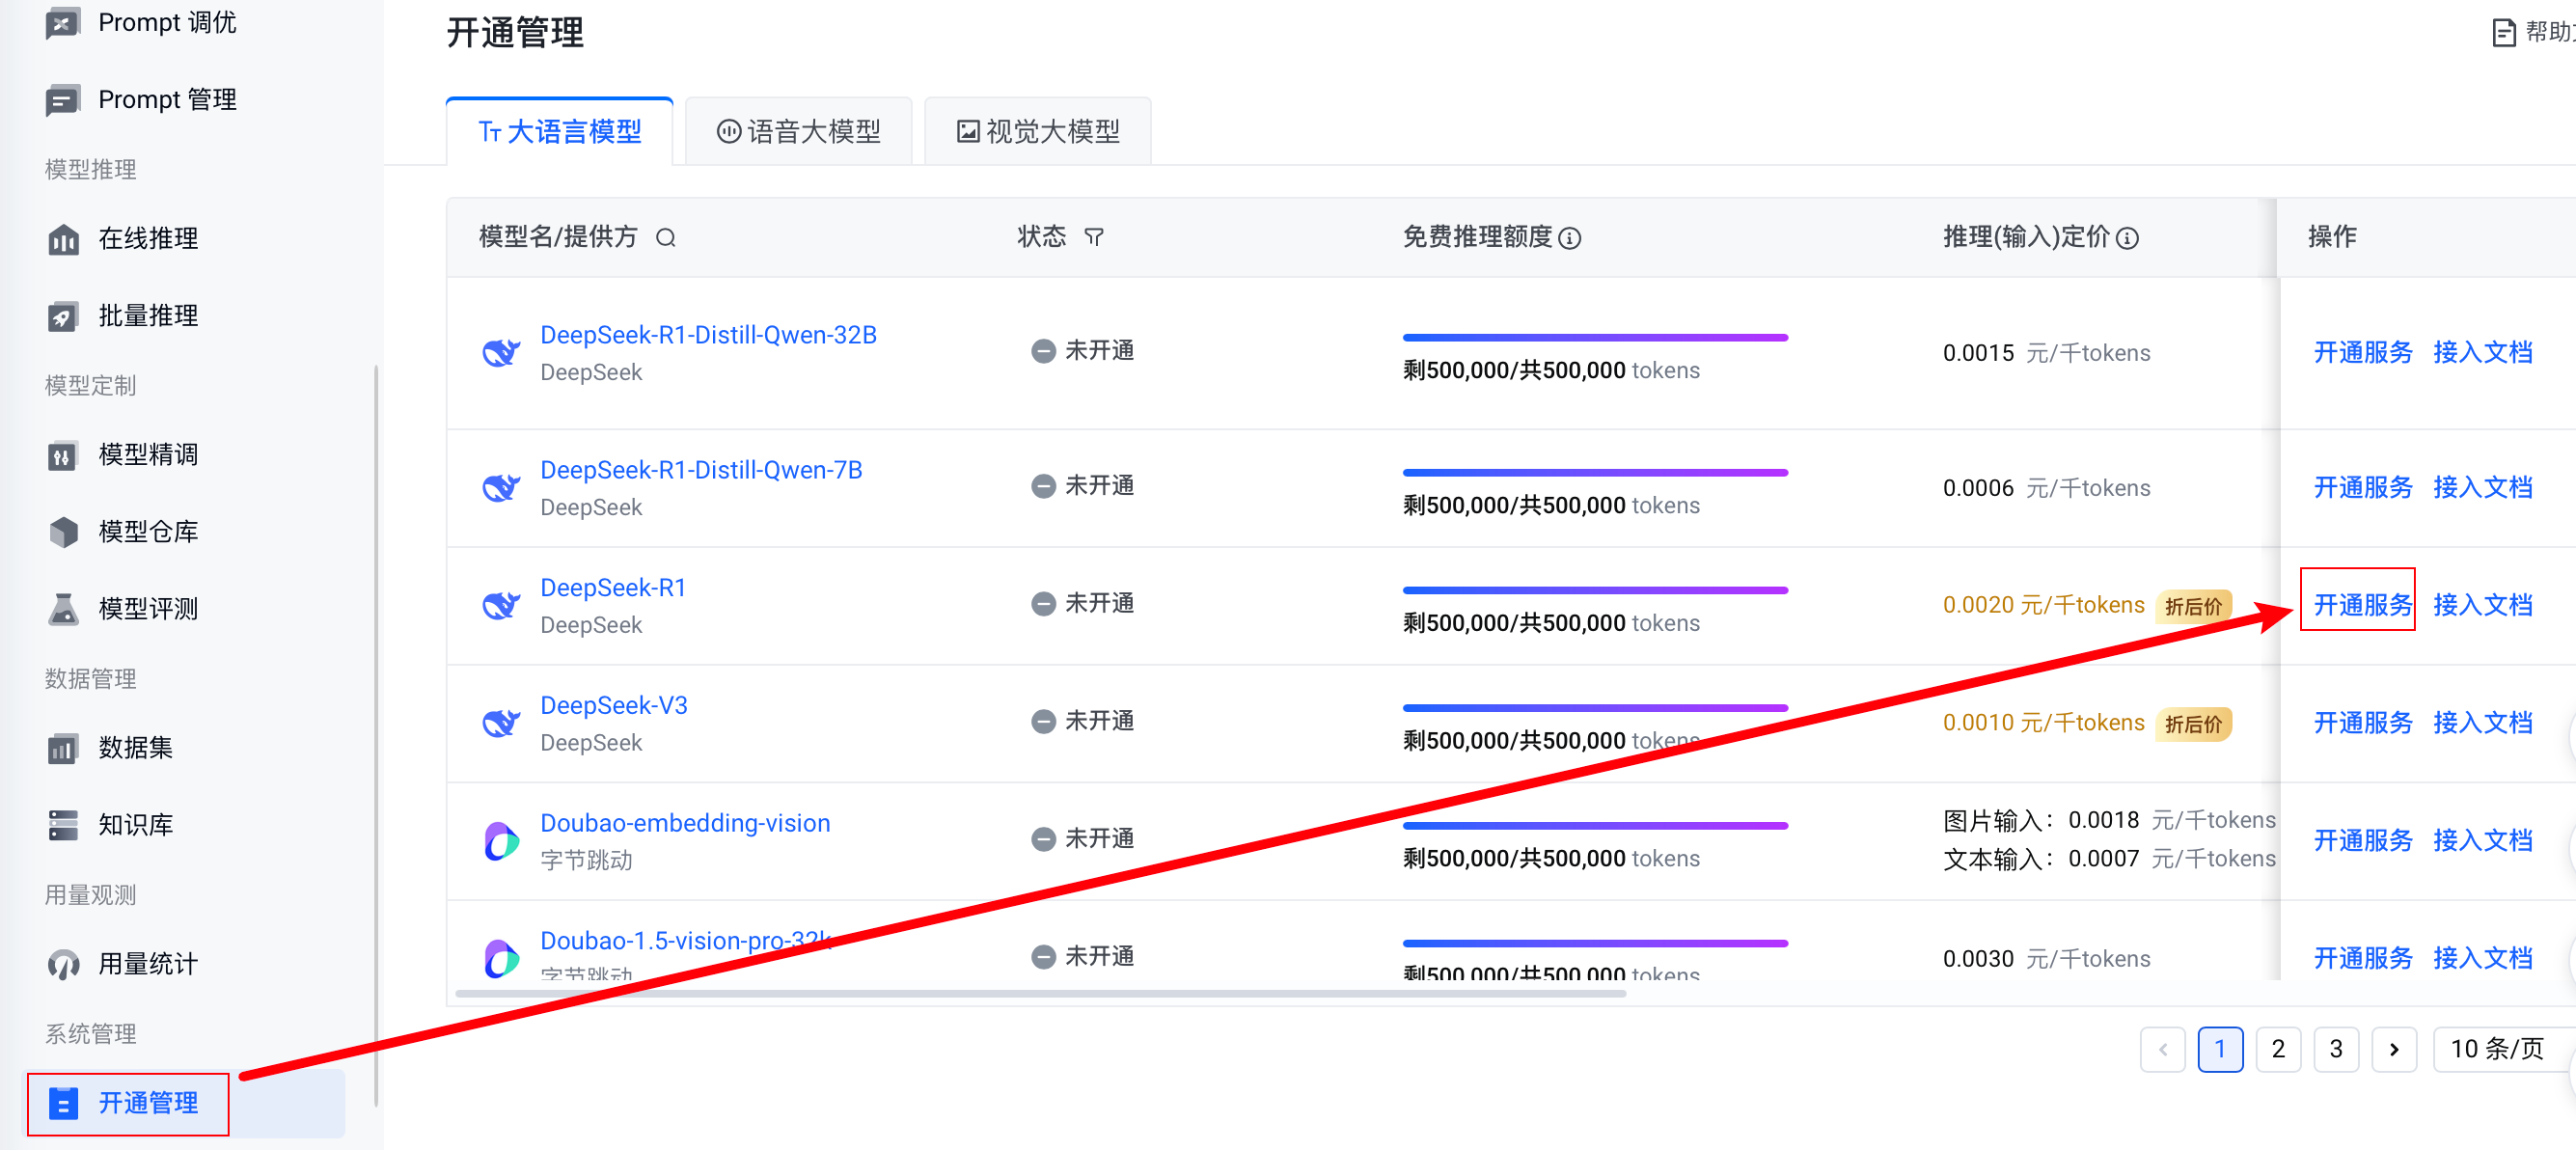 Prompt 调优
Prompt 管理
模型推理
在线推理
批量推理
模型定制
模型精调
模型仓库
模型评测
数据管理
数据集
知识库
用量观测
用量统计
系统管理
开通管理
开通管理
帮助
大语言模型
语音大模型
视觉大模型
模型名/提供方 状态 免费推理额度 推理(输入)定价 操作
DeepSeek-R1-Distill-Qwen-32B
DeepSeek
未开通
剩500,000/共500,000 tokens
0.0015 元/千tokens
开通服务 接入文档
DeepSeek-R1-Distill-Qwen-7B
DeepSeek
未开通
剩500,000/共500,000 tokens
0.0006 元/千tokens
开通服务 接入文档
DeepSeek-R1
DeepSeek
未开通
剩500,000/共500,000 tokens
0.0020 元/千tokens 折后价
开通服务 接入文档
DeepSeek-V3
DeepSeek
未开通
剩500,000/共500,000 tokens
0.0010 元/千tokens 折后价
开通服务 接入文档
Doubao-embedding-vision
字节跳动
未开通
剩500,000/共500,000 tokens
图片输入：0.0018 元/千tokens
文本输入：0.0007 元/千tokens
开通服务 接入文档
Doubao-1.5-vision-pro-32k
字节跳动
未开通
剩500,000/共500,000 tokens
0.0030 元/千tokens
开通服务 接入文档
1 2 3 10 条/页